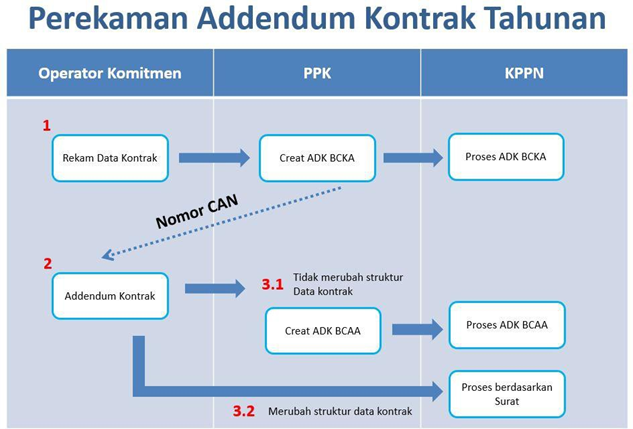 Perekaman Addendum Kontrak Tahunan
Operator Komitmen
PPK
KPPN
1
Rekam Data Kontrak
Creat ADK BCKA
Proses ADK BCKA
Nomor CAN
2
Addendum Kontrak
3.1
Tidak merubah struktur
Data kontrak
Creat ADK BCAA
Proses ADK BCAA
Proses berdasarkan
Surat
3.2
Merubah struktur data kontrak